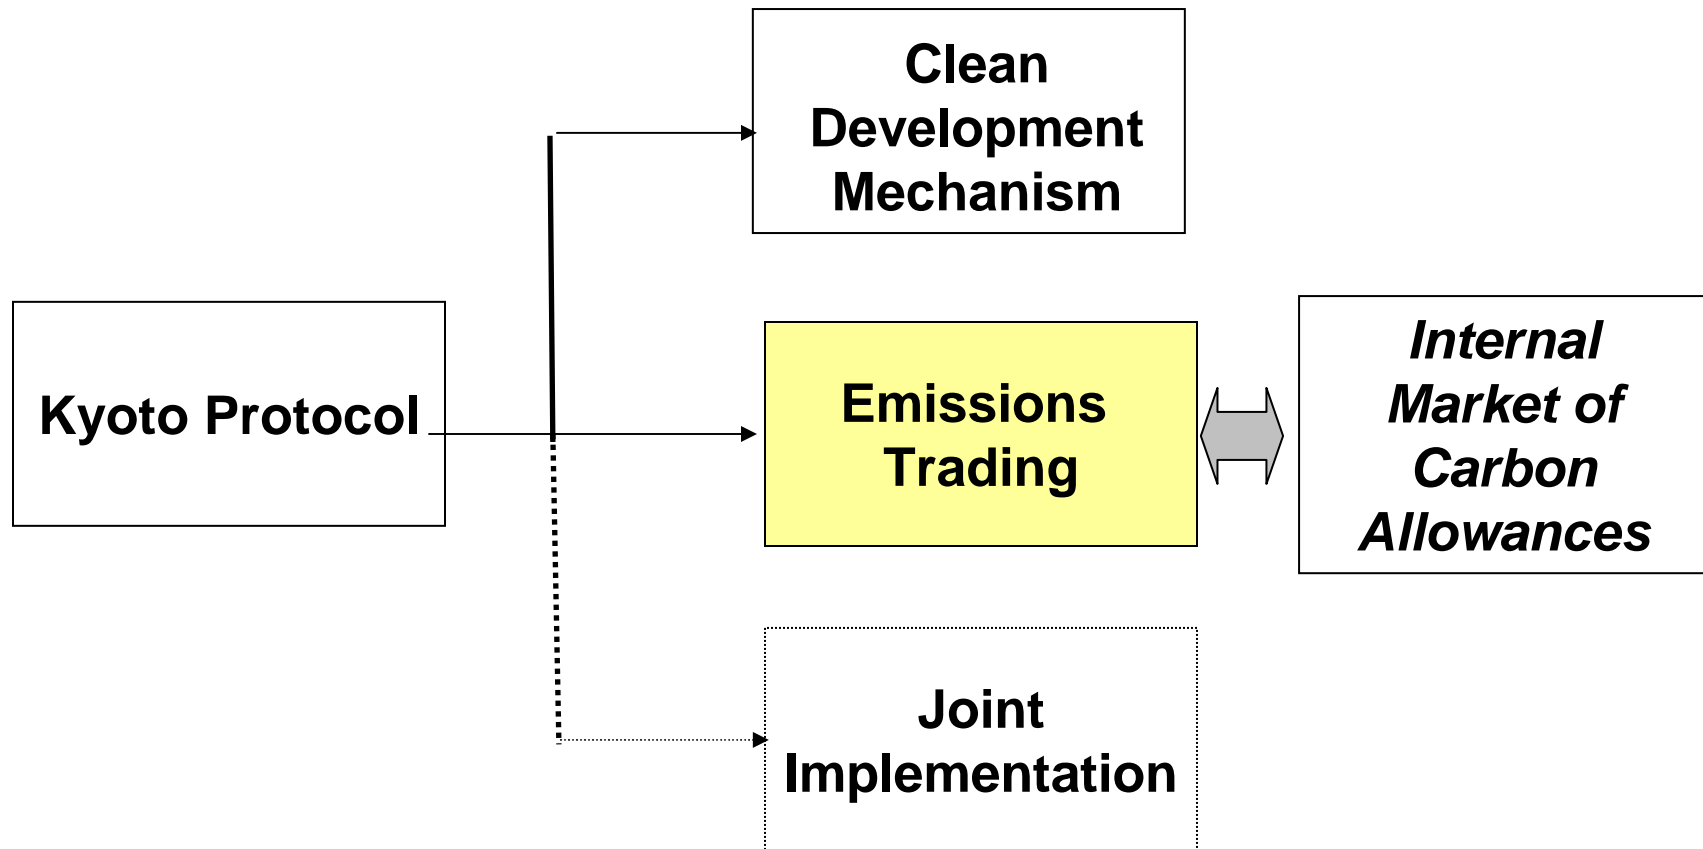 Clean
Development
Mechanism
Kyoto Protocol
Emissions
Trading
Internal
Market of
Carbon
Allowances
Joint
Implementation